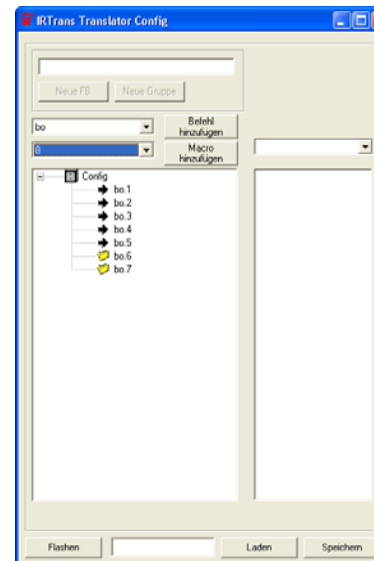 IRTrans Translator Config
Neue FB
Neue Gruppe
bo
Befehl
hinzufügen
8
Macro
hinzufügen
Config
bo.1
bo.2
bo.3
bo.4
bo.5
bo.6
bo.7
Flashen
Laden
Speichern